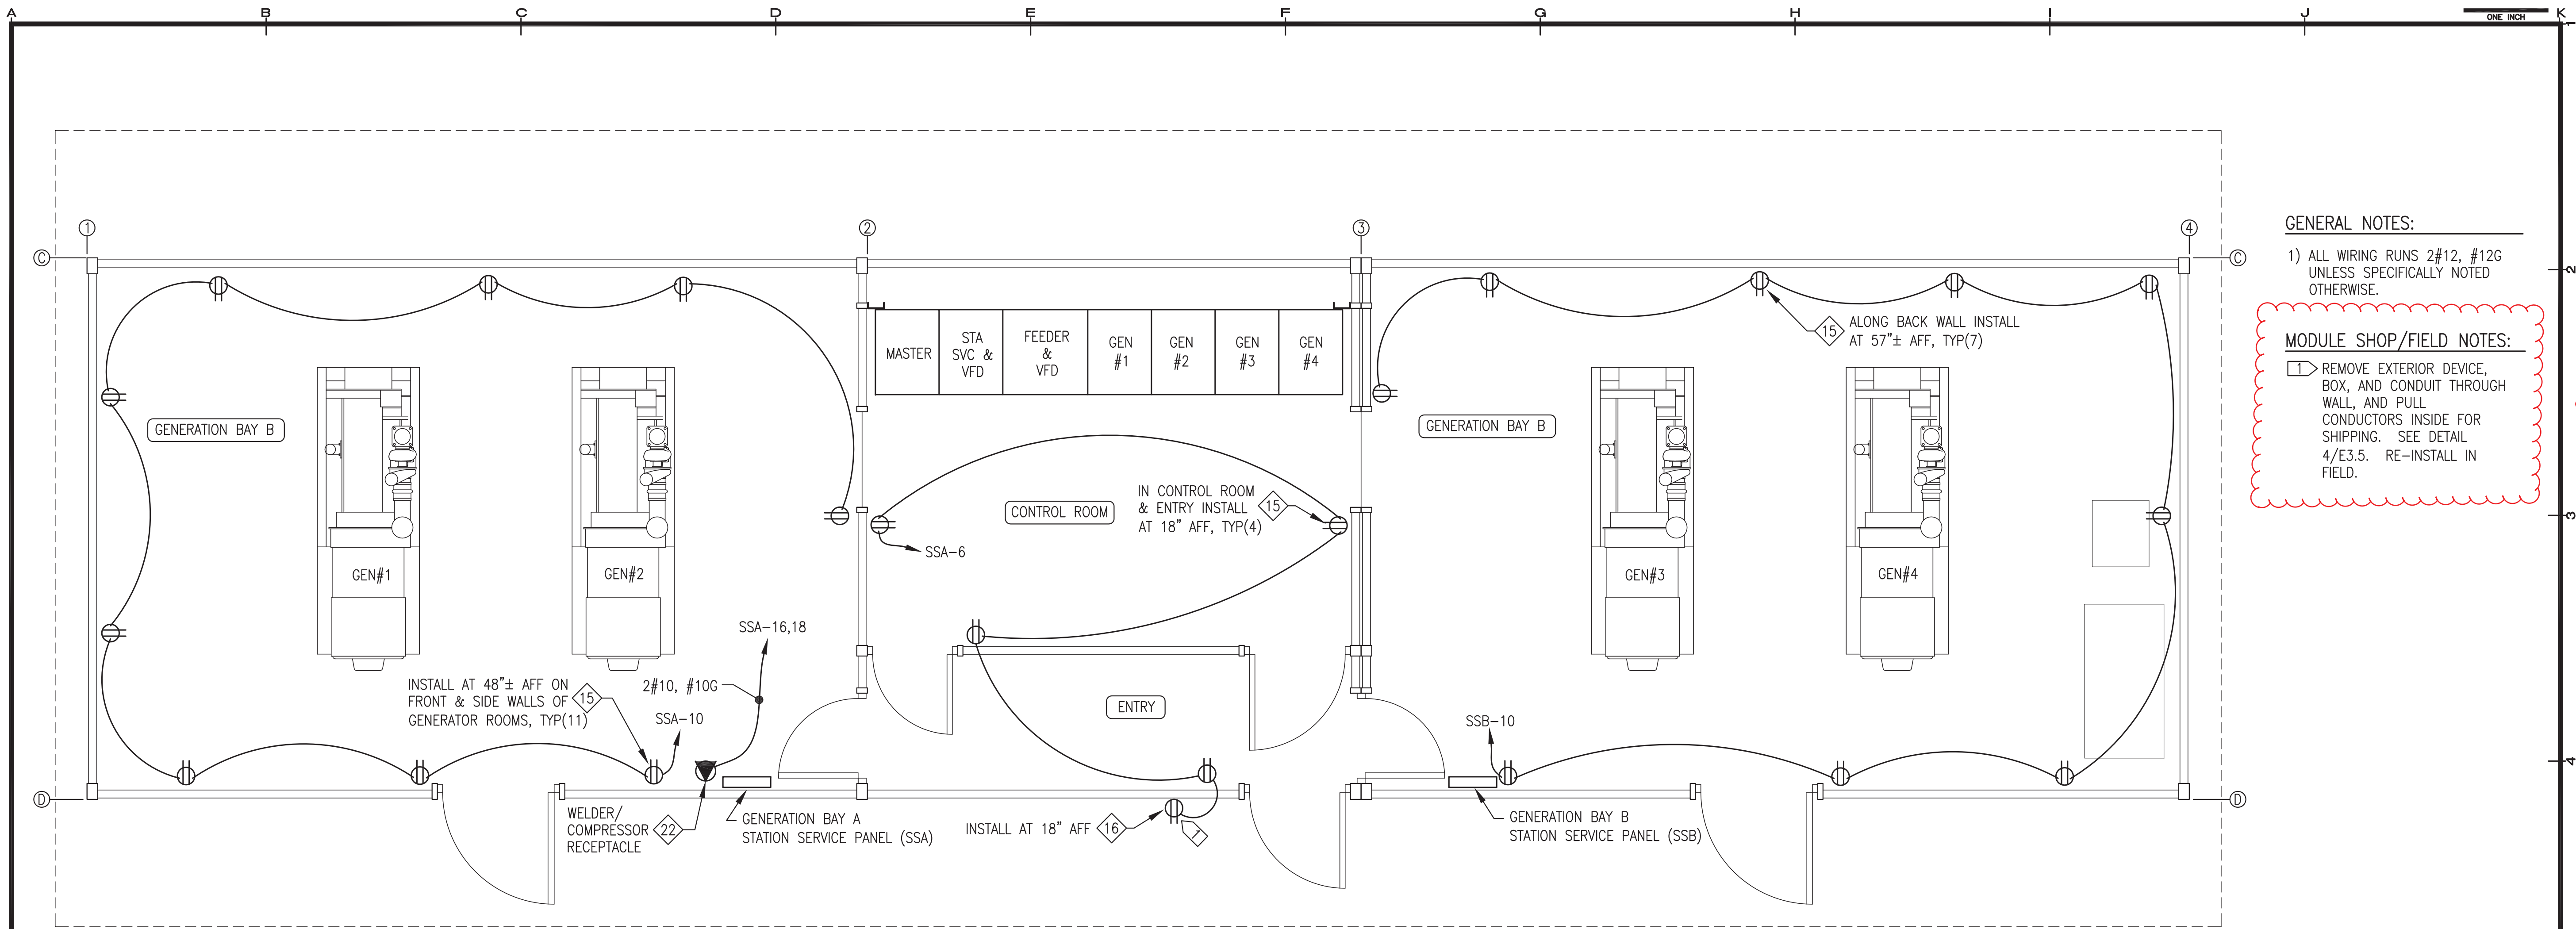 A B C D E F G H I J K
ONE INCH
1
1 2 3 4
GENERAL NOTES:
C C
1) ALL WIRING RUNS 2#12, #12G
UNLESS SPECIFICALLY NOTED
OTHERWISE.
2
MODULE SHOP/FIELD NOTES:
1 REMOVE EXTERIOR DEVICE,
BOX, AND CONDUIT THROUGH
WALL, AND PULL
CONDUCTORS INSIDE FOR
SHIPPING. SEE DETAIL
4/E3.5. RE-INSTALL IN
FIELD.
MASTER
STA
SVC &
VFD
FEEDER
&
VFD
GEN
#1
GEN
#2
GEN
#3
GEN
#4
15
ALONG BACK WALL INSTALL
AT 57"± AFF, TYP(7)
GENERATION BAY B
GENERATION BAY B
CONTROL ROOM
IN CONTROL ROOM
& ENTRY INSTALL
AT 18" AFF, TYP(4)
15
SSA-6
3
GEN#1
GEN#2
GEN#3
GEN#4
SSA-16,18
2#10, #10G
INSTALL AT 48"± AFF ON
FRONT & SIDE WALLS OF
GENERATOR ROOMS, TYP(11)
15
SSA-10
ENTRY
SSB-10
4
D D
WELDER/
COMPRESSOR
RECEPTACLE
22
GENERATION BAY A
STATION SERVICE PANEL (SSA)
INSTALL AT 18" AFF
16
1
GENERATION BAY B
STATION SERVICE PANEL (SSB)